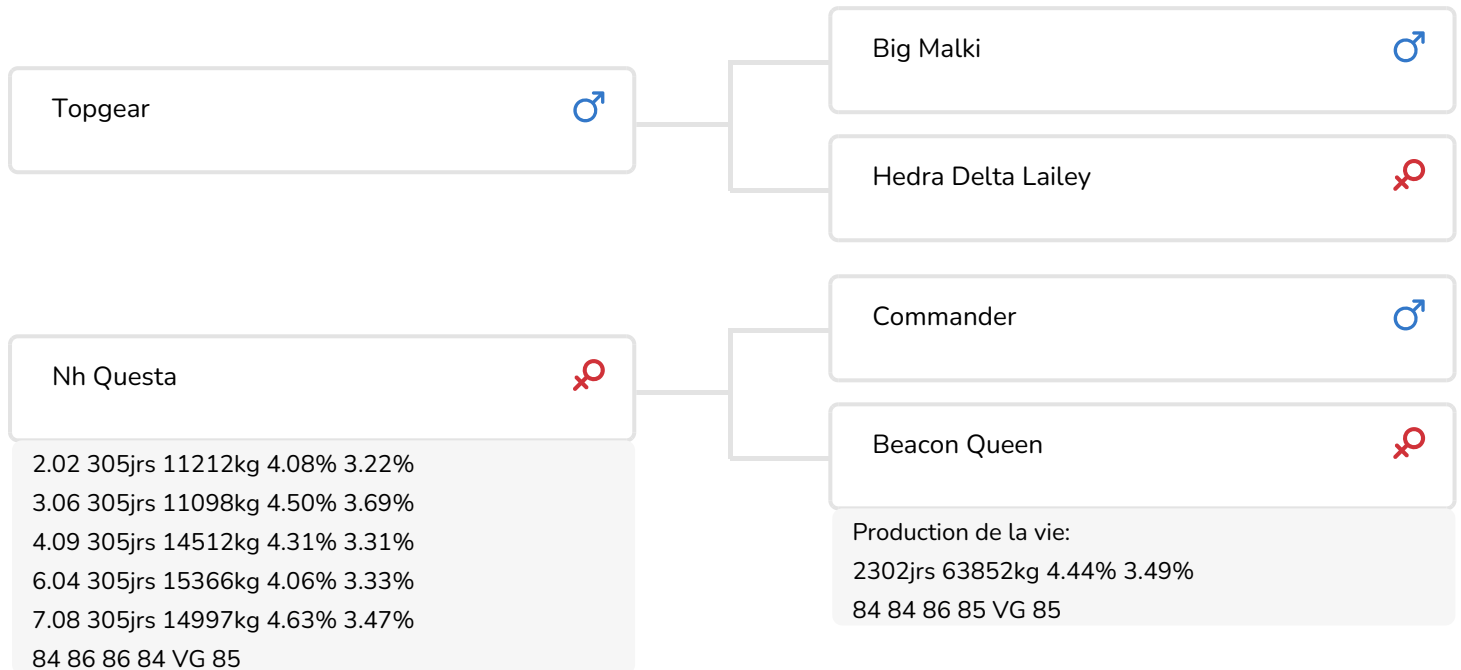 Topgear
Big Malki
Hedra Delta Lailey
Nh Questa
2.02 305jrs 11212kg 4.08% 3.22%
3.06 305jrs 11098kg 4.50% 3.69%
4.09 305jrs 14512kg 4.31% 3.31%
6.04 305jrs 15366kg 4.06% 3.33%
7.08 305jrs 14997kg 4.63% 3.47%
84 86 86 84 VG 85
Commander
Beacon Queen
Production de la vie:
2302jrs 63852kg 4.44% 3.49%
84 84 86 85 VG 85